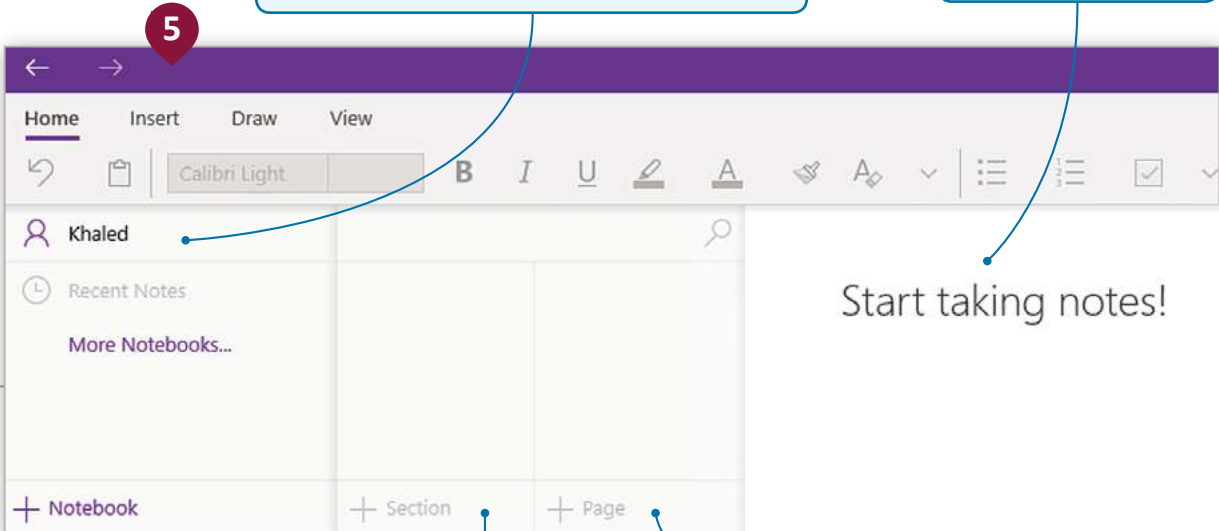 5
Home Insert Draw View
Calibri Light B I U A A
Khaled
Recent Notes
More Notebooks...
Start taking notes!
+ Notebook + Section + Page